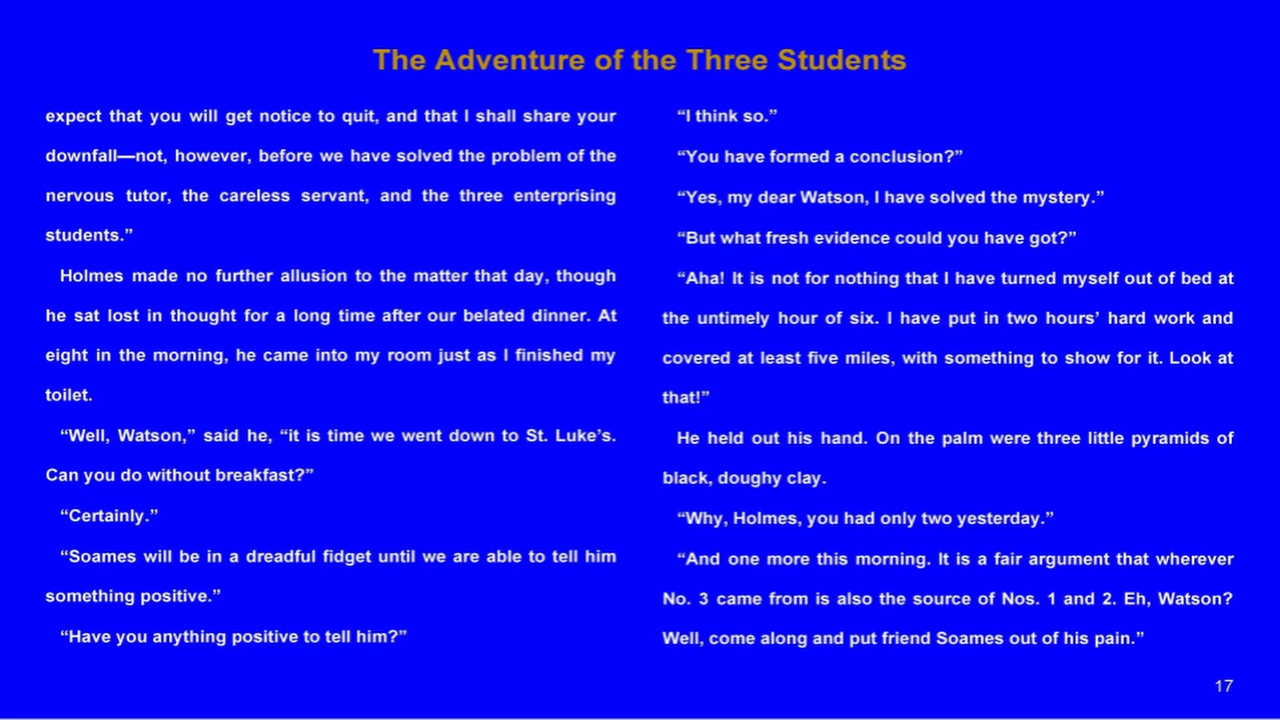 The Adventure of the Three Students
expect that you will get notice to quit, and that I shall share your
downfall—not, however, before we have solved the problem of the
nervous tutor, the careless servant, and the three enterprising
students.”
Holmes made no further allusion to the matter that day, though
he sat lost in thought for a long time after our belated dinner. At
eight in the morning, he came into my room just as I finished my
toilet.
“Well, Watson,” said he, “it is time we went down to St. Luke’s.
Can you do without breakfast?”
“Certainly.”
“Soames will be in a dreadful fidget until we are able to tell him
something positive.”
“Have you anything positive to tell him?”
“I think so.”
“You have formed a conclusion?”
“Yes, my dear Watson, I have solved the mystery.”
“But what fresh evidence could you have got?”
“Aha! It is not for nothing that I have turned myself out of bed at
the untimely hour of six. I have put in two hours’ hard work and
covered at least five miles, with something to show for it. Look at
that!”
He held out his hand. On the palm were three little pyramids of
black, doughy clay.
“Why, Holmes, you had only two yesterday.”
“And one more this morning. It is a fair argument that wherever
No. 3 came from is also the source of Nos. 1 and 2. Eh, Watson?
Well, come along and put friend Soames out of his pain.”
17